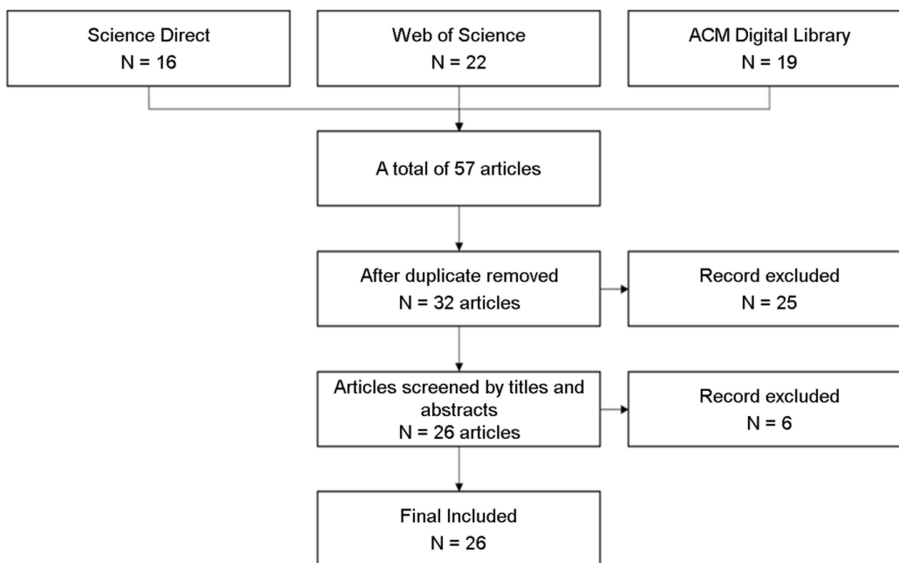 Science Direct
N = 16
Web of Science
N = 22
ACM Digital Library
N = 19
A total of 57 articles
After duplicate removed
N = 32 articles
Record excluded
N = 25
Articles screened by titles and
abstracts
N = 26 articles
Record excluded
N = 6
Final Included
N = 26